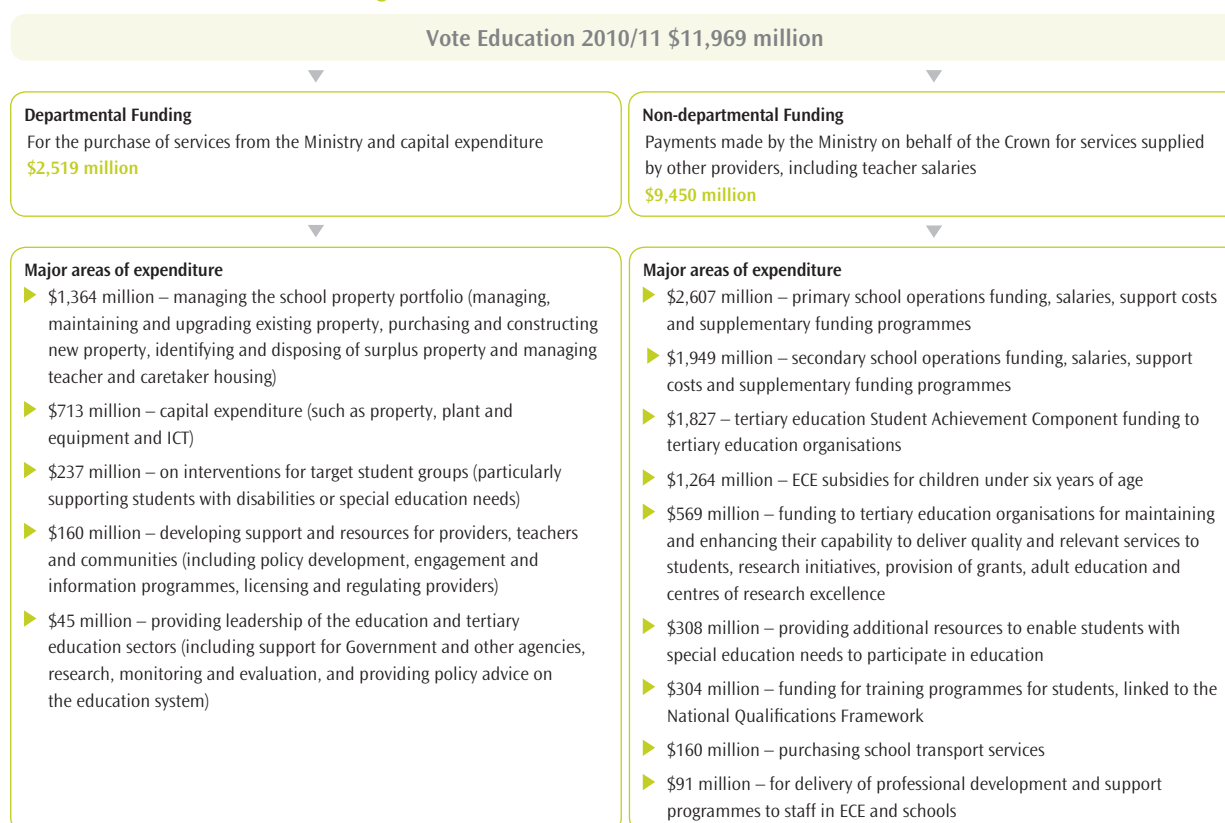 Vote Education 2010/11 $11,969 million
Departmental Funding
For the purchase of services from the Ministry and capital expenditure
$2,519 million
Non-departmental Funding
Payments made by the Ministry on behalf of the Crown for services supplied
by other providers, including teacher salaries
$9,450 million
Major areas of expenditure
$1,364 million – managing the school property portfolio (managing,
maintaining and upgrading existing property, purchasing and constructing
new property, identifying and disposing of surplus property and managing
teacher and caretaker housing)
$713 million – capital expenditure (such as property, plant and
equipment and ICT)
$237 million – on interventions for target student groups (particularly
supporting students with disabilities or special education needs)
$160 million – developing support and resources for providers, teachers
and communities (including policy development, engagement and
information programmes, licensing and regulating providers)
$45 million – providing leadership of the education and tertiary
education sectors (including support for Government and other agencies,
research, monitoring and evaluation, and providing policy advice on
the education system)
Major areas of expenditure
$2,607 million – primary school operations funding, salaries, support costs
and supplementary funding programmes
$1,949 million – secondary school operations funding, salaries, support
costs and supplementary funding programmes
$1,827 – tertiary education Student Achievement Component funding to
tertiary education organisations
$1,264 million – ECE subsidies for children under six years of age
$569 million – funding to tertiary education organisations for maintaining
and enhancing their capability to deliver quality and relevant services to
students, research initiatives, provision of grants, adult education and
centres of research excellence
$308 million – providing additional resources to enable students with
special education needs to participate in education
$304 million – funding for training programmes for students, linked to the
National Qualifications Framework
$160 million – purchasing school transport services
$91 million – for delivery of professional development and support
programmes to staff in ECE and schools